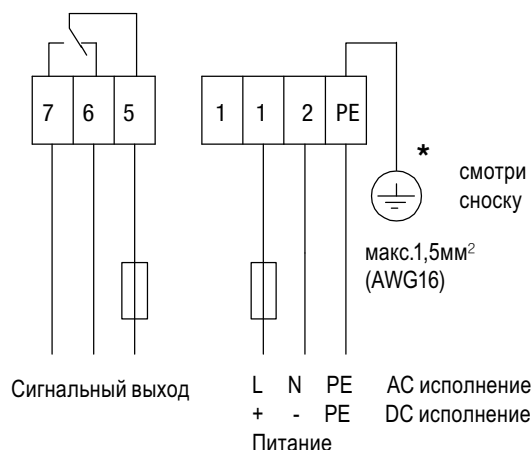 7 6 5
1 1 2 PE
*
смотри
сноску
макс.1,5мм²
(AWG16)
Сигнальный выход
L N PE AC исполнение
+ - PE DC исполнение
Питание